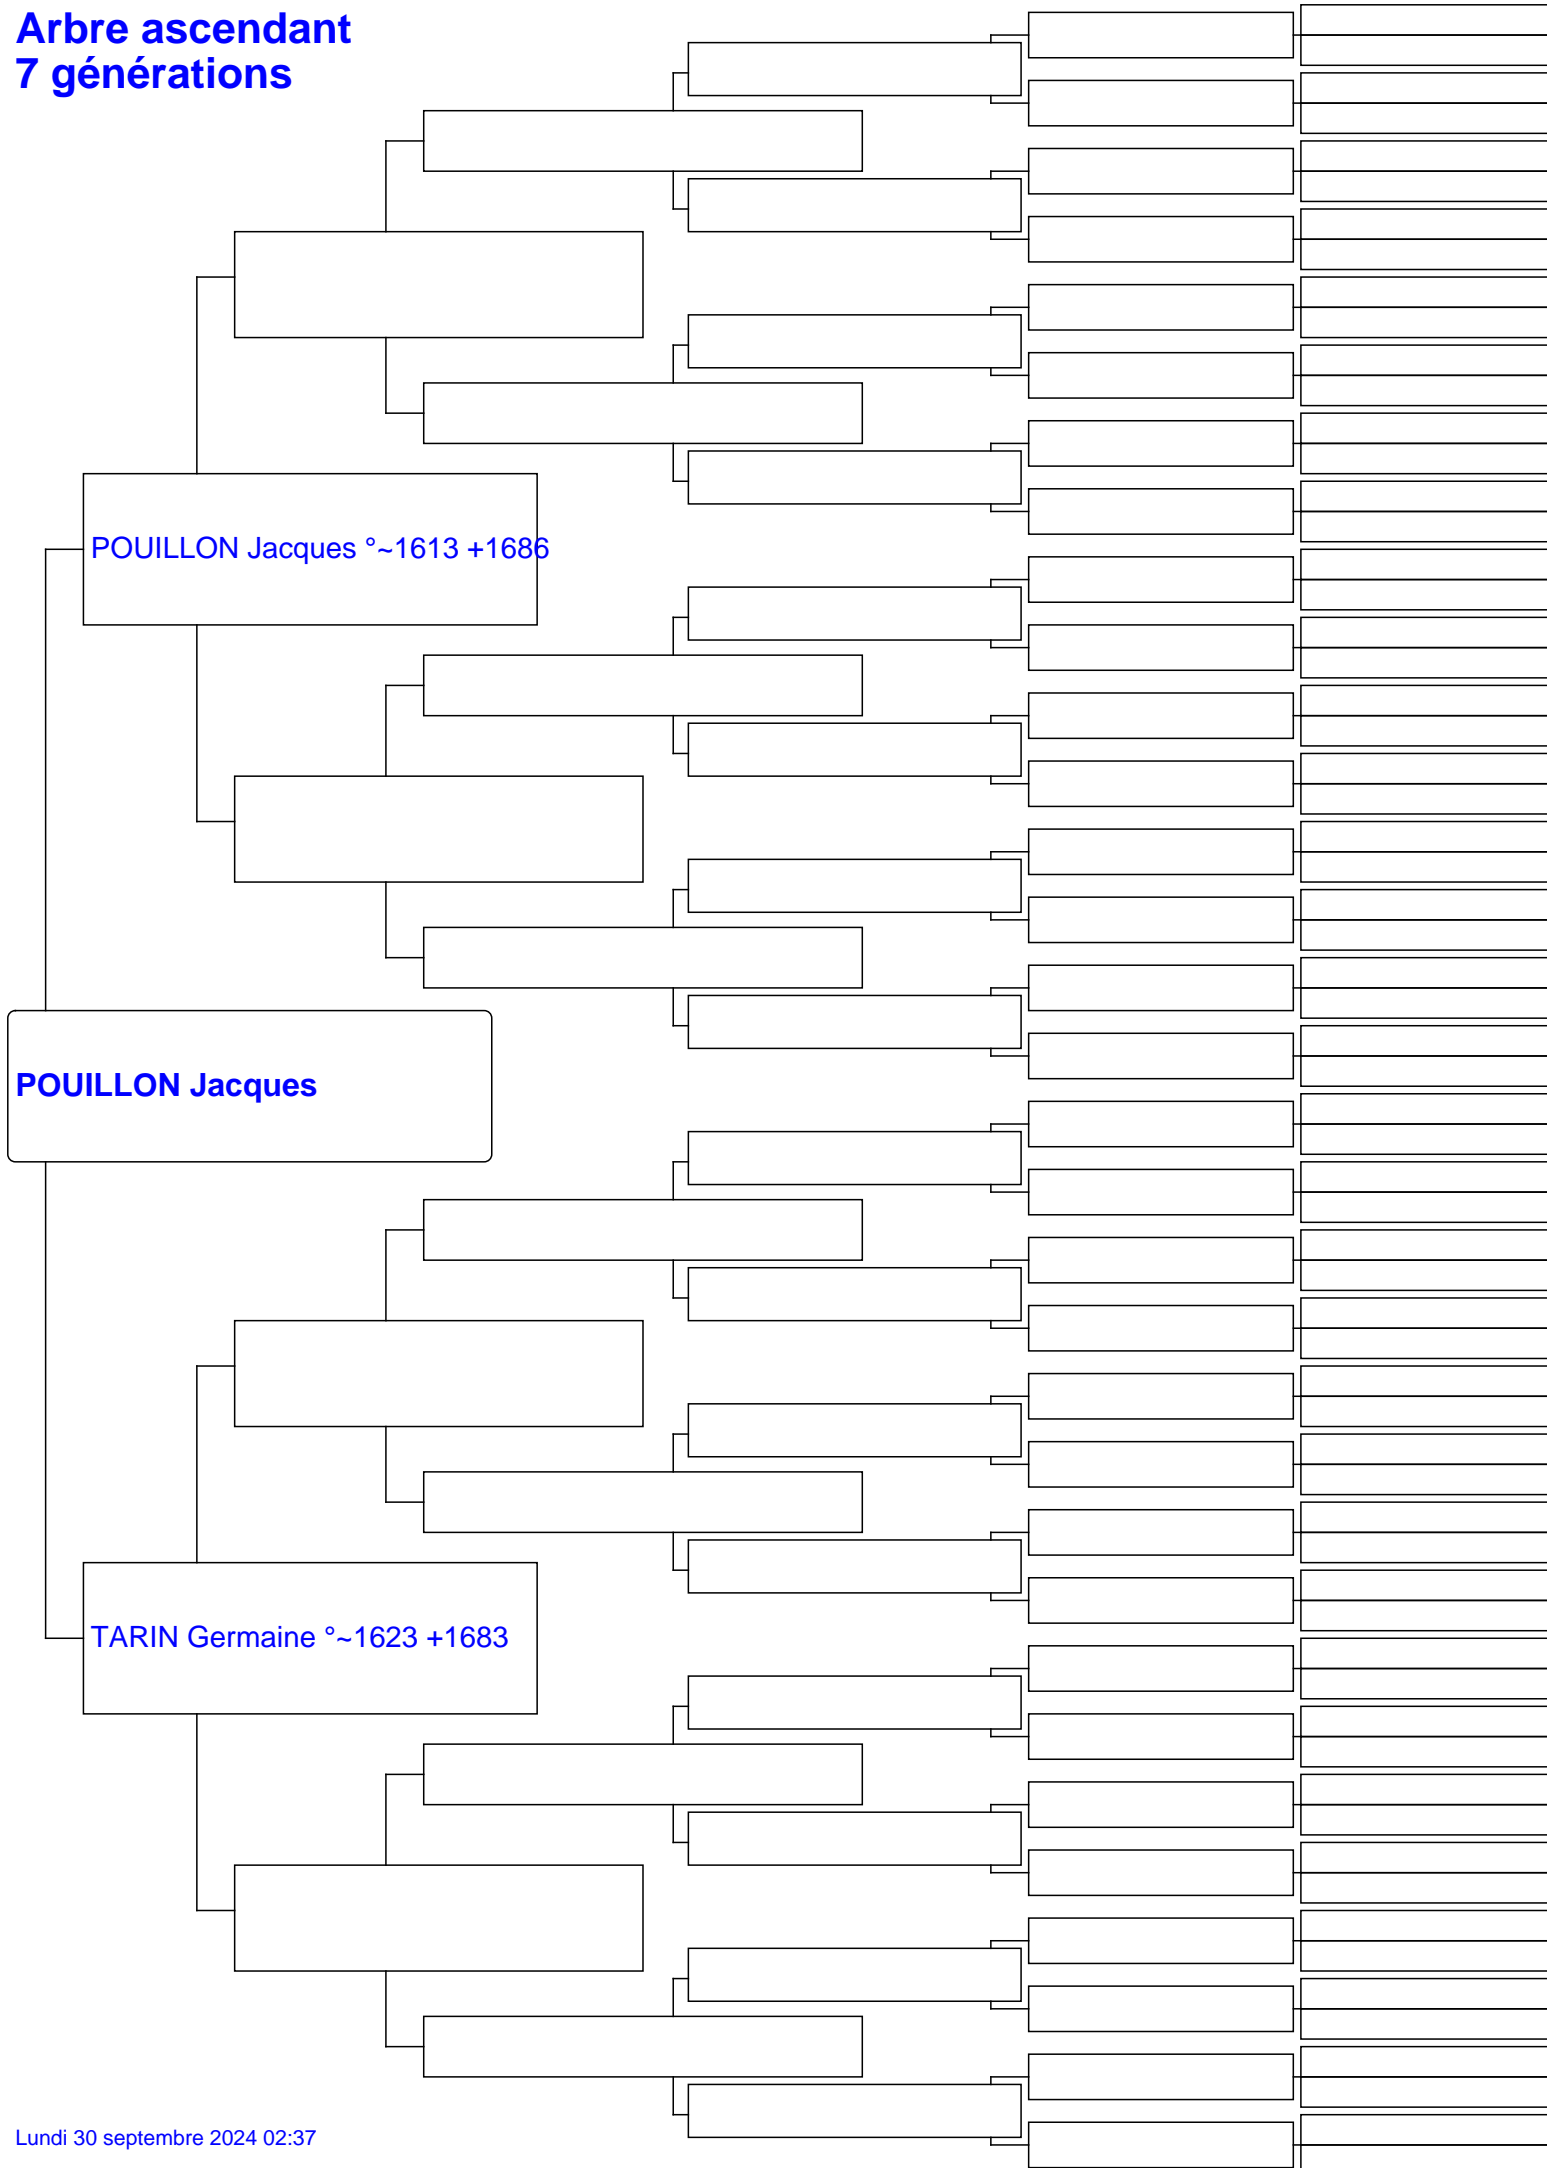 Arbre ascendant
7 générations
POUILLON Jacques °~1613 +1686
POUILLON Jacques
TARIN Germaine °~1623 +1683
Lundi 30 septembre 2024 02:37